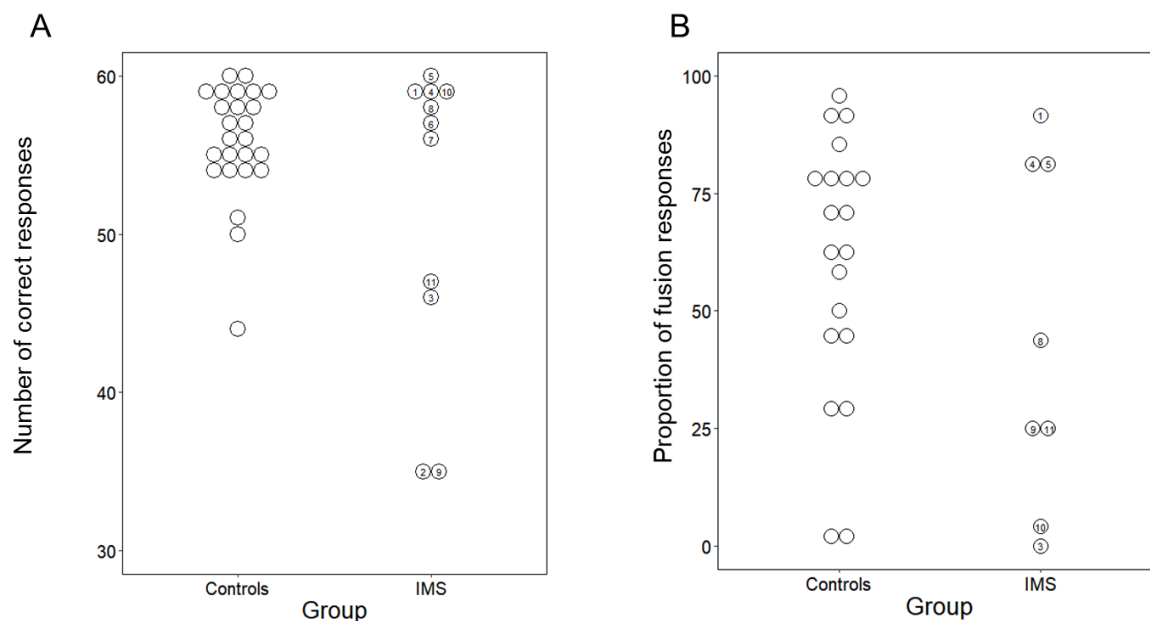 A
Number of correct responses
60
50
40
30
5
1 4 10
8
6
7
11
3
2 9
Controls IMS
Group
B
Proportion of fusion responses
100
75
50
25
0
1
4 5
8
9 11
10
3
Controls IMS
Group